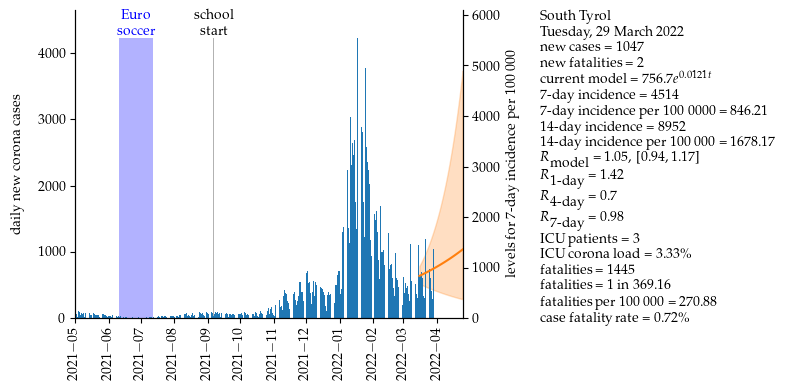 Euro
soccer
school
start
daily new corona cases
0
1000
2000
3000
4000
levels for 7-day incidence per 100 000
0
1000
2000
3000
4000
5000
6000
2021−05
2021−06
2021−07
2021−08
2021−09
2021−10
2021−11
2021−12
2022−01
2022−02
2022−03
2022−04
South Tyrol
Tuesday, 29 March 2022
new cases = 1047
new fatalities = 2
current model = 756.7e^0.0121t
7-day incidence = 4514
7-day incidence per 100 0000 = 846.21
14-day incidence = 8952
14-day incidence per 100 000 = 1678.17
R_model = 1.05, [0.94, 1.17]
R_1-day = 1.42
R_4-day = 0.7
R_7-day = 0.98
ICU patients = 3
ICU corona load = 3.33%
fatalities = 1445
fatalities = 1 in 369.16
fatalities per 100 000 = 270.88
case fatality rate = 0.72%